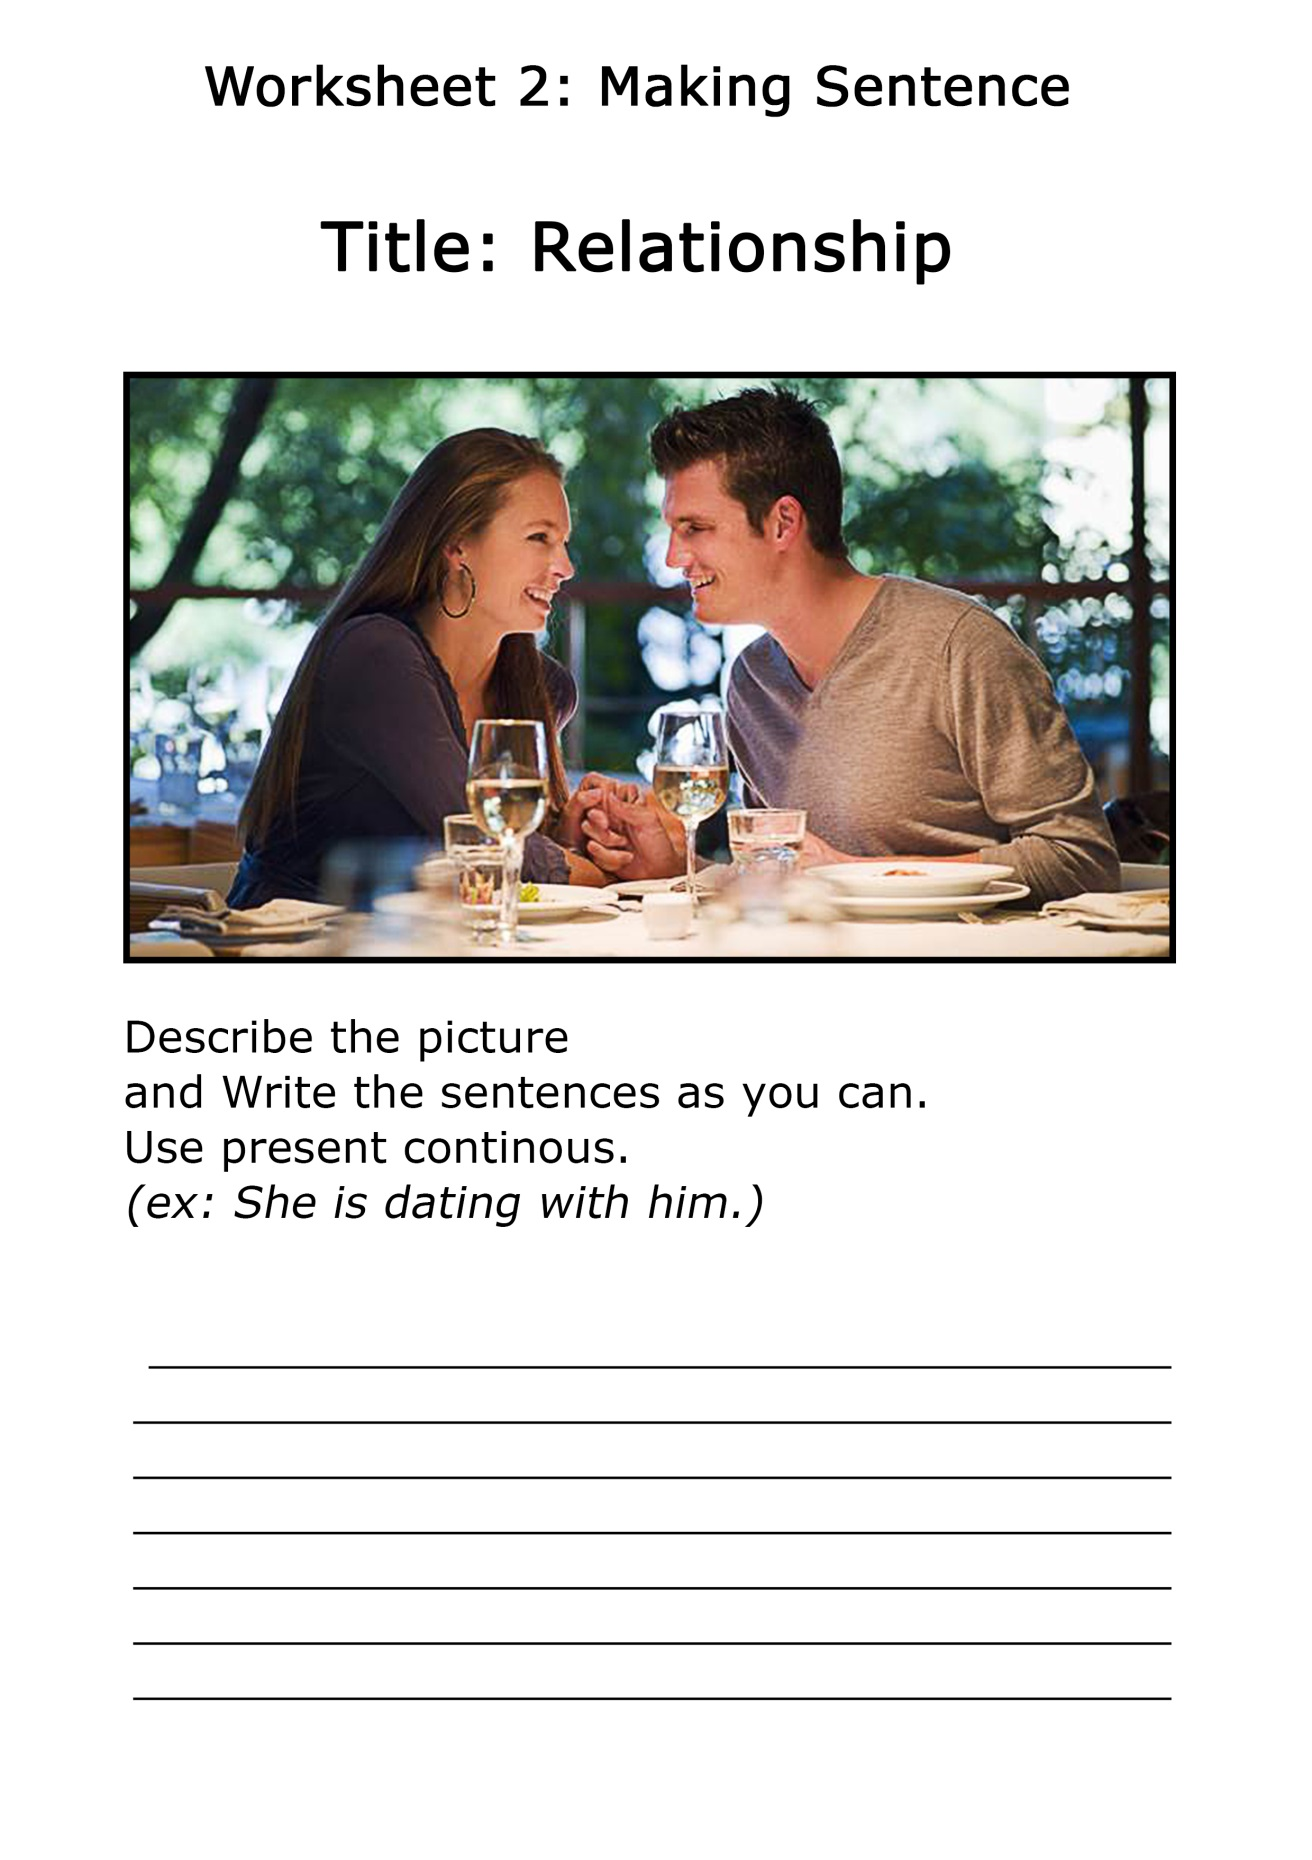 Worksheet 2: Making Sentence
Title: Relationship
Describe the picture
and Write the sentences as you can.
Use present continous.
(ex: She is dating with him.)